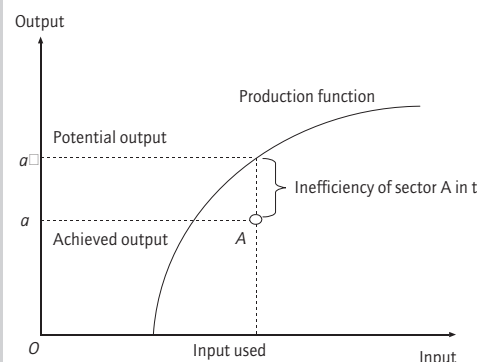 Output
Production function
Potential output
a□
Inefficiency of sector A in t
a
Achieved output
A
O
Input used
Input